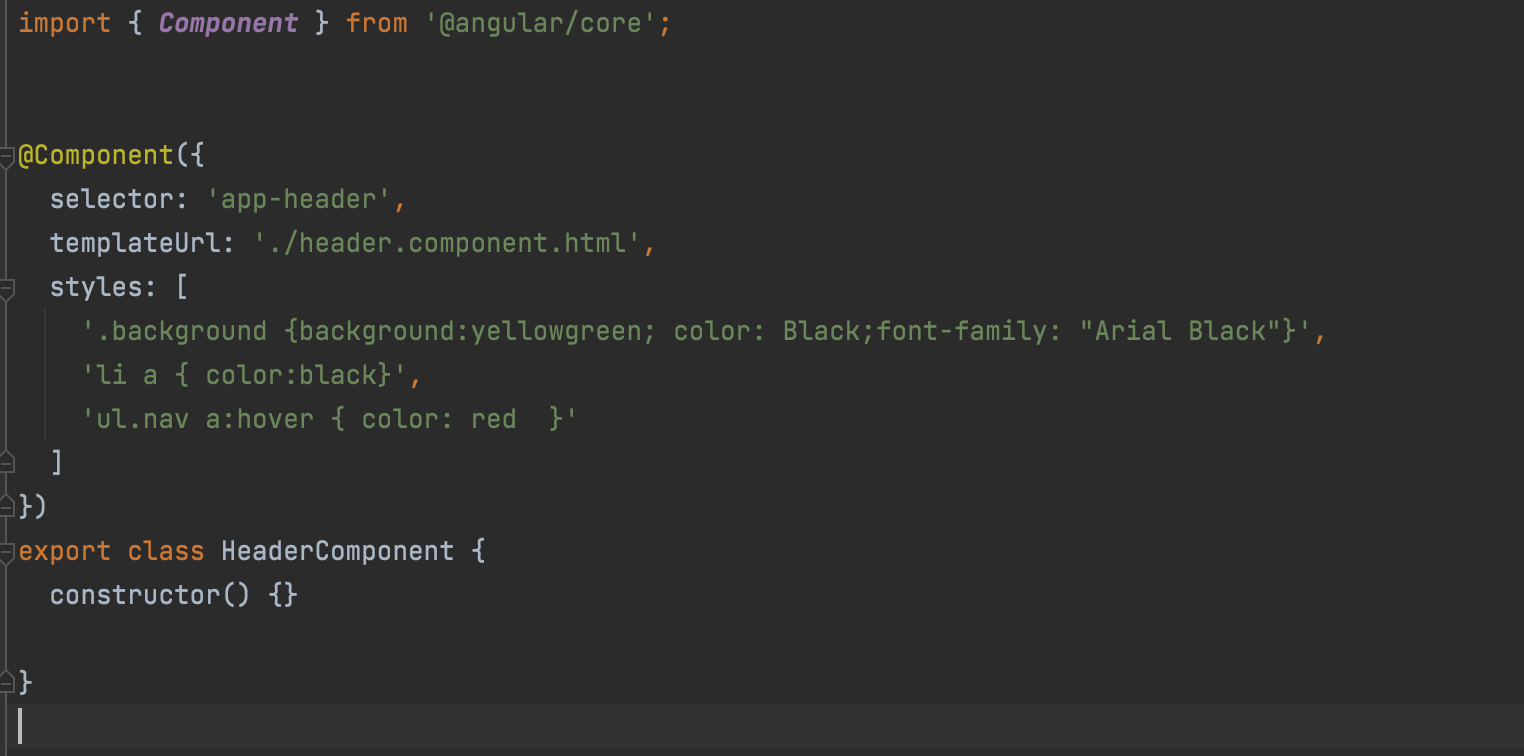 import { Component } from '@angular/core';
@Component({
  selector: 'app-header',
  templateUrl: './header.component.html',
  styles: [
    '.background {background:yellowgreen; color: Black;font-family: "Arial Black"}',
    'li a { color:black}',
    'ul.nav a:hover { color: red  }'
  ]
})
export class HeaderComponent {
  constructor() {}
}